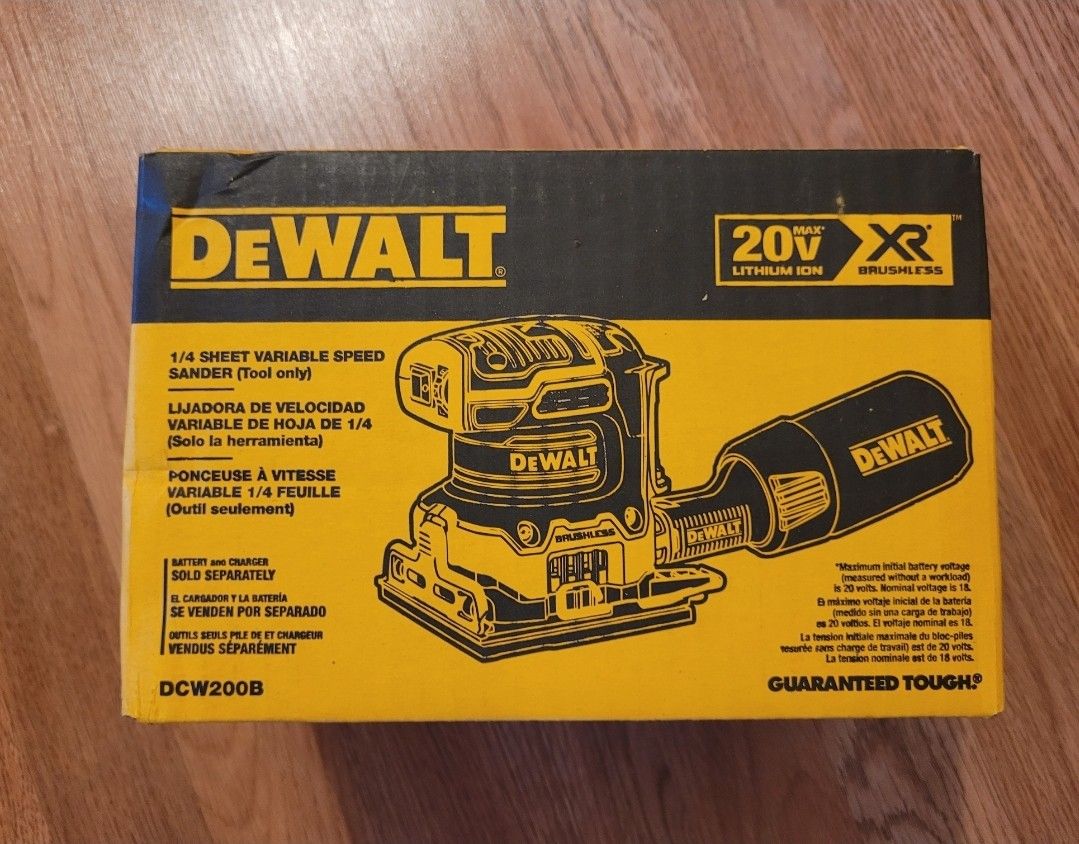 DEWALT®
20V MAX* XR™
LITHIUM ION BRUSHLESS
1/4 SHEET VARIABLE SPEED
SANDER (Tool only)
LIJADORA DE VELOCIDAD
VARIABLE DE HOJA DE 1/4
(Solo la herramienta)
PONCEUSE À VITESSE
VARIABLE 1/4 FEUILLE
(Outil seulement)
BATTERY and CHARGER
SOLD SEPARATELY
EL CARGADOR Y LA BATERÍA
SE VENDEN POR SEPARADO
OUTILS SEULS PILE DE ET CHARGEUR
VENDUS SÉPARÉMENT
DCW200B
DEWALT
BRUSHLESS
DEWALT
DEWALT
*Maximum initial battery voltage
(measured without a workload)
is 20 volts. Nominal voltage is 18.
El máximo voltaje inicial de la batería
(medido sin una carga de trabajo)
es 20 voltios. El voltaje nominal es 18.
La tension initiale maximale du bloc-piles
(mesurée sans charge de travail) est de 20 volts.
La tension nominale est de 18 volts.
GUARANTEED TOUGH.®